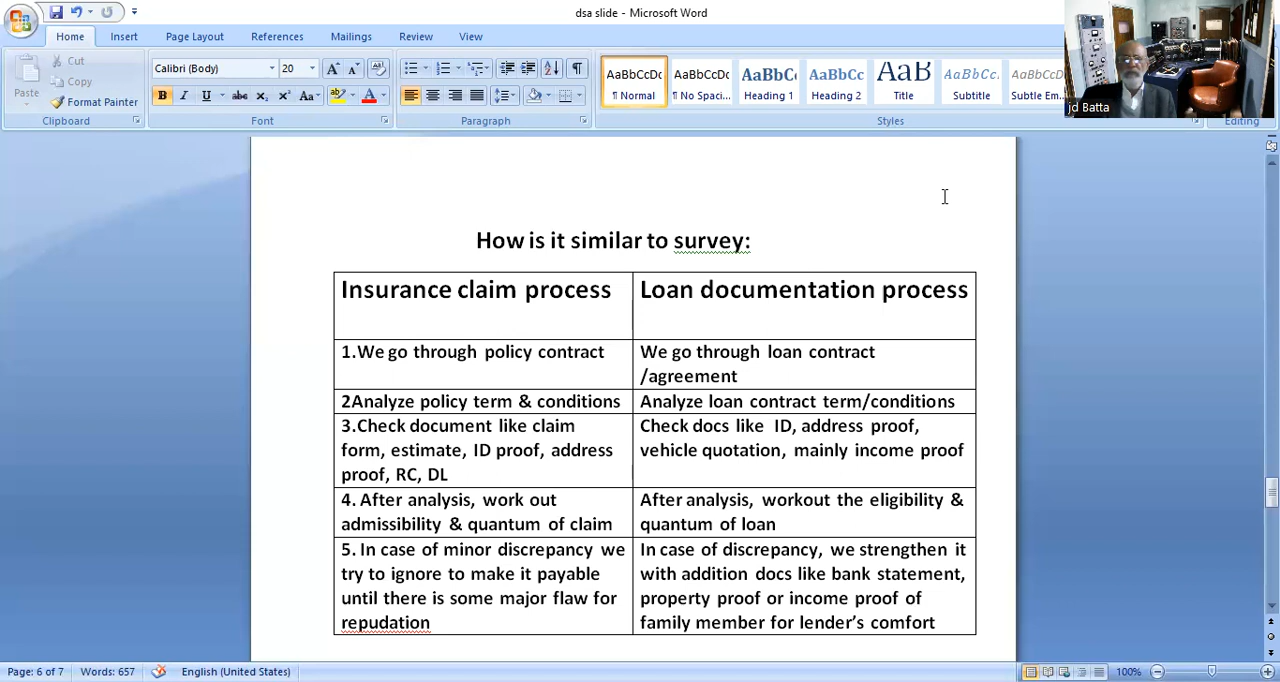 dsa slide - Microsoft Word
Home Insert Page Layout References Mailings Review View
Cut
Copy
Paste
Format Painter
Clipboard
Calibri (Body) 20
B I U abc x₂ x² Aa
Font
Paragraph
AaBbCcDc AaBbCcDc AaBbCc AaBbCc AaB AaBbCc. AaBbCcDc
¶ Normal ¶ No Spaci... Heading 1 Heading 2 Title Subtitle Subtle Em...
Styles
Editing
jd Batta
How is it similar to survey:
Insurance claim process
Loan documentation process
1.We go through policy contract
We go through loan contract
/agreement
2Analyze policy term & conditions
Analyze loan contract term/conditions
3.Check document like claim
form, estimate, ID proof, address
proof, RC, DL
Check docs like ID, address proof,
vehicle quotation, mainly income proof
4. After analysis, work out
admissibility & quantum of claim
After analysis, workout the eligibility &
quantum of loan
5. In case of minor discrepancy we
try to ignore to make it payable
until there is some major flaw for
repudation
In case of discrepancy, we strengthen it
with addition docs like bank statement,
property proof or income proof of
family member for lender's comfort
Page: 6 of 7 Words: 657 English (United States) 100%